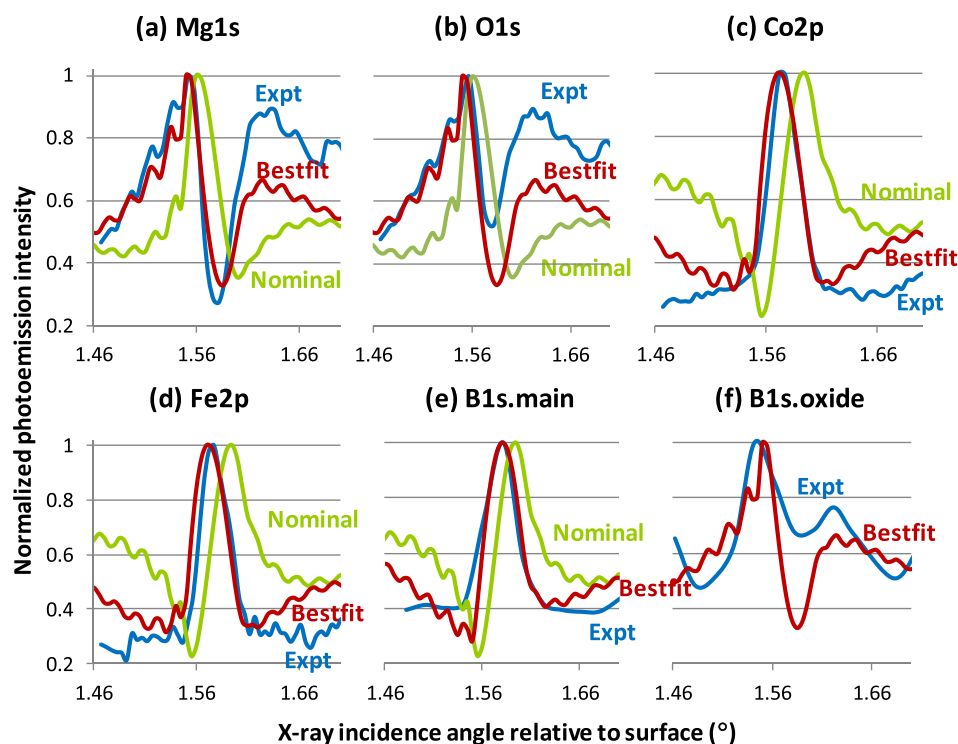 (a) Mg1s
(b) O1s
(c) Co2p
1
0.8
0.6
0.4
0.2
Expt
Bestfit
Nominal
Expt
Bestfit
Nominal
Nominal
Bestfit
Expt
1.46 1.56 1.66
1.46 1.56 1.66
1.46 1.56 1.66
(d) Fe2p
(e) B1s.main
(f) B1s.oxide
1
0.8
0.6
0.4
0.2
Nominal
Bestfit
Expt
Nominal
Bestfit
Expt
Expt
Bestfit
1.46 1.56 1.66
1.46 1.56 1.66
1.46 1.56 1.66
Normalized photoemission intensity
X-ray incidence angle relative to surface (°)